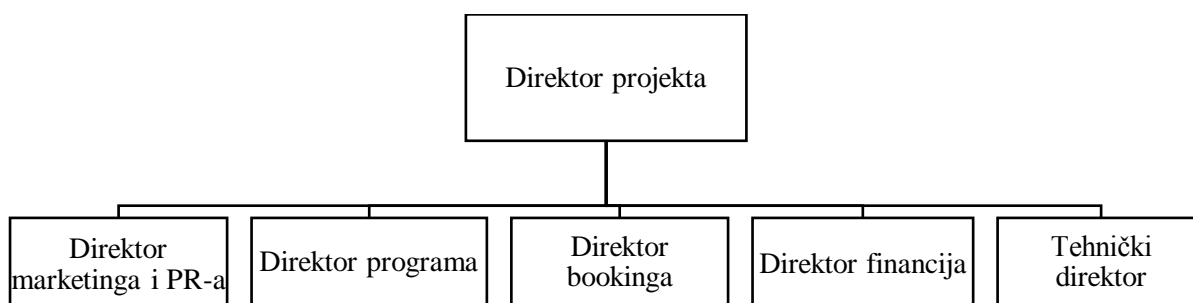 Direktor projekta
Direktor
marketinga i PR-a
Direktor programa
Direktor
bookinga
Direktor financija
Tehnički
direktor